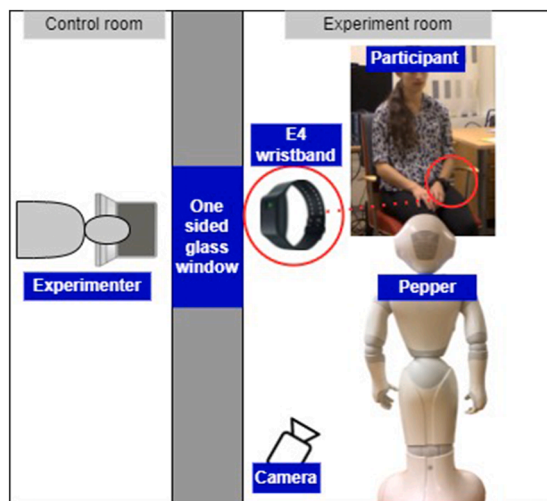 Control room
Experiment room
Participant
E4
wristband
One
sided
glass
window
Experimenter
Pepper
Camera